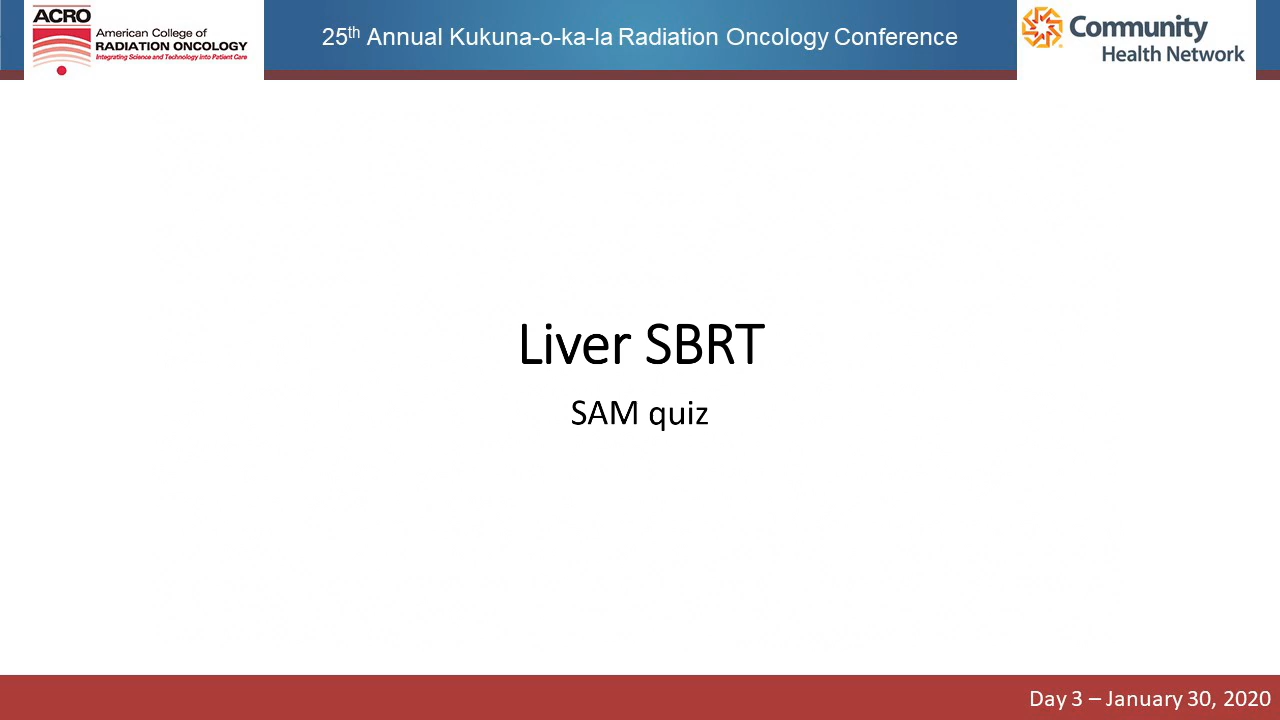 ACRO
American College of
RADIATION ONCOLOGY
Integrating Science and Technology Into Patient Care
25th Annual Kukuna-o-ka-la Radiation Oncology Conference
Community
Health Network
Liver SBRT
SAM quiz
Day 3 – January 30, 2020